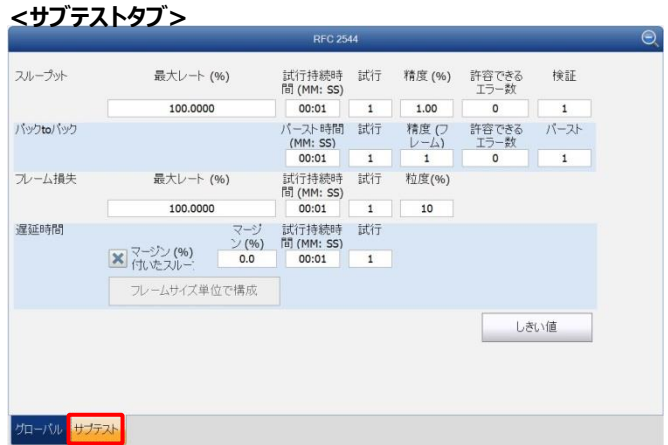 <サブテストタブ>
RFC 2544
スループット 最大レート (%) 試行持続時 試行 精度 (%) 許容できる 検証
間 (MM: SS) エラー数
100.0000 00:01 1 1.00 0 1
バックtoバック バースト時間 試行 精度 (フ 許容できる バースト
(MM: SS) レーム) エラー数
00:01 1 1 0 1
フレーム損失 最大レート (%) 試行持続時 試行 粒度(%)
間 (MM: SS)
100.0000 00:01 1 10
遅延時間 マージ 試行持続時 試行
ン (%) 間 (MM: SS)
マージン (%) 0.0 00:01 1
付いたスルー
フレームサイズ単位で構成
しきい値
グローバル サブテスト